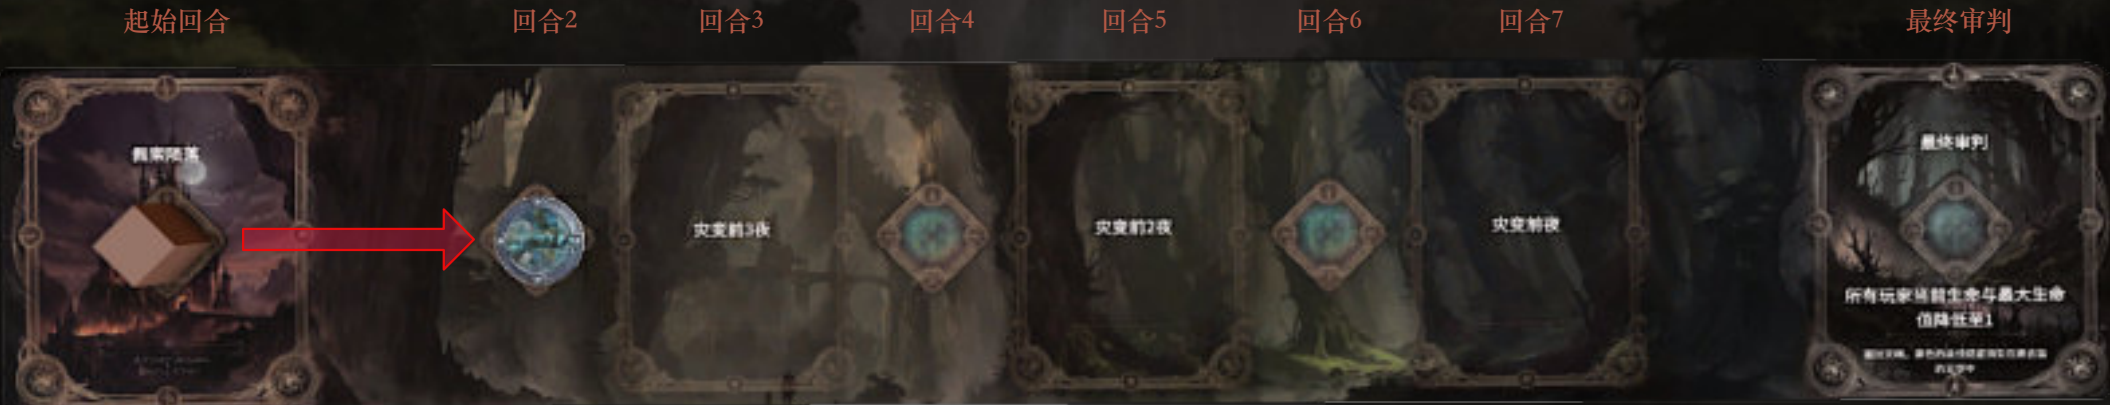 起始回合
回合2
回合3
回合4
回合5
回合6
回合7
最终审判
灾变前3夜
灾变前2夜
灾变前夜
最终审判
所有玩家当前生命与最大生命
值降低至1